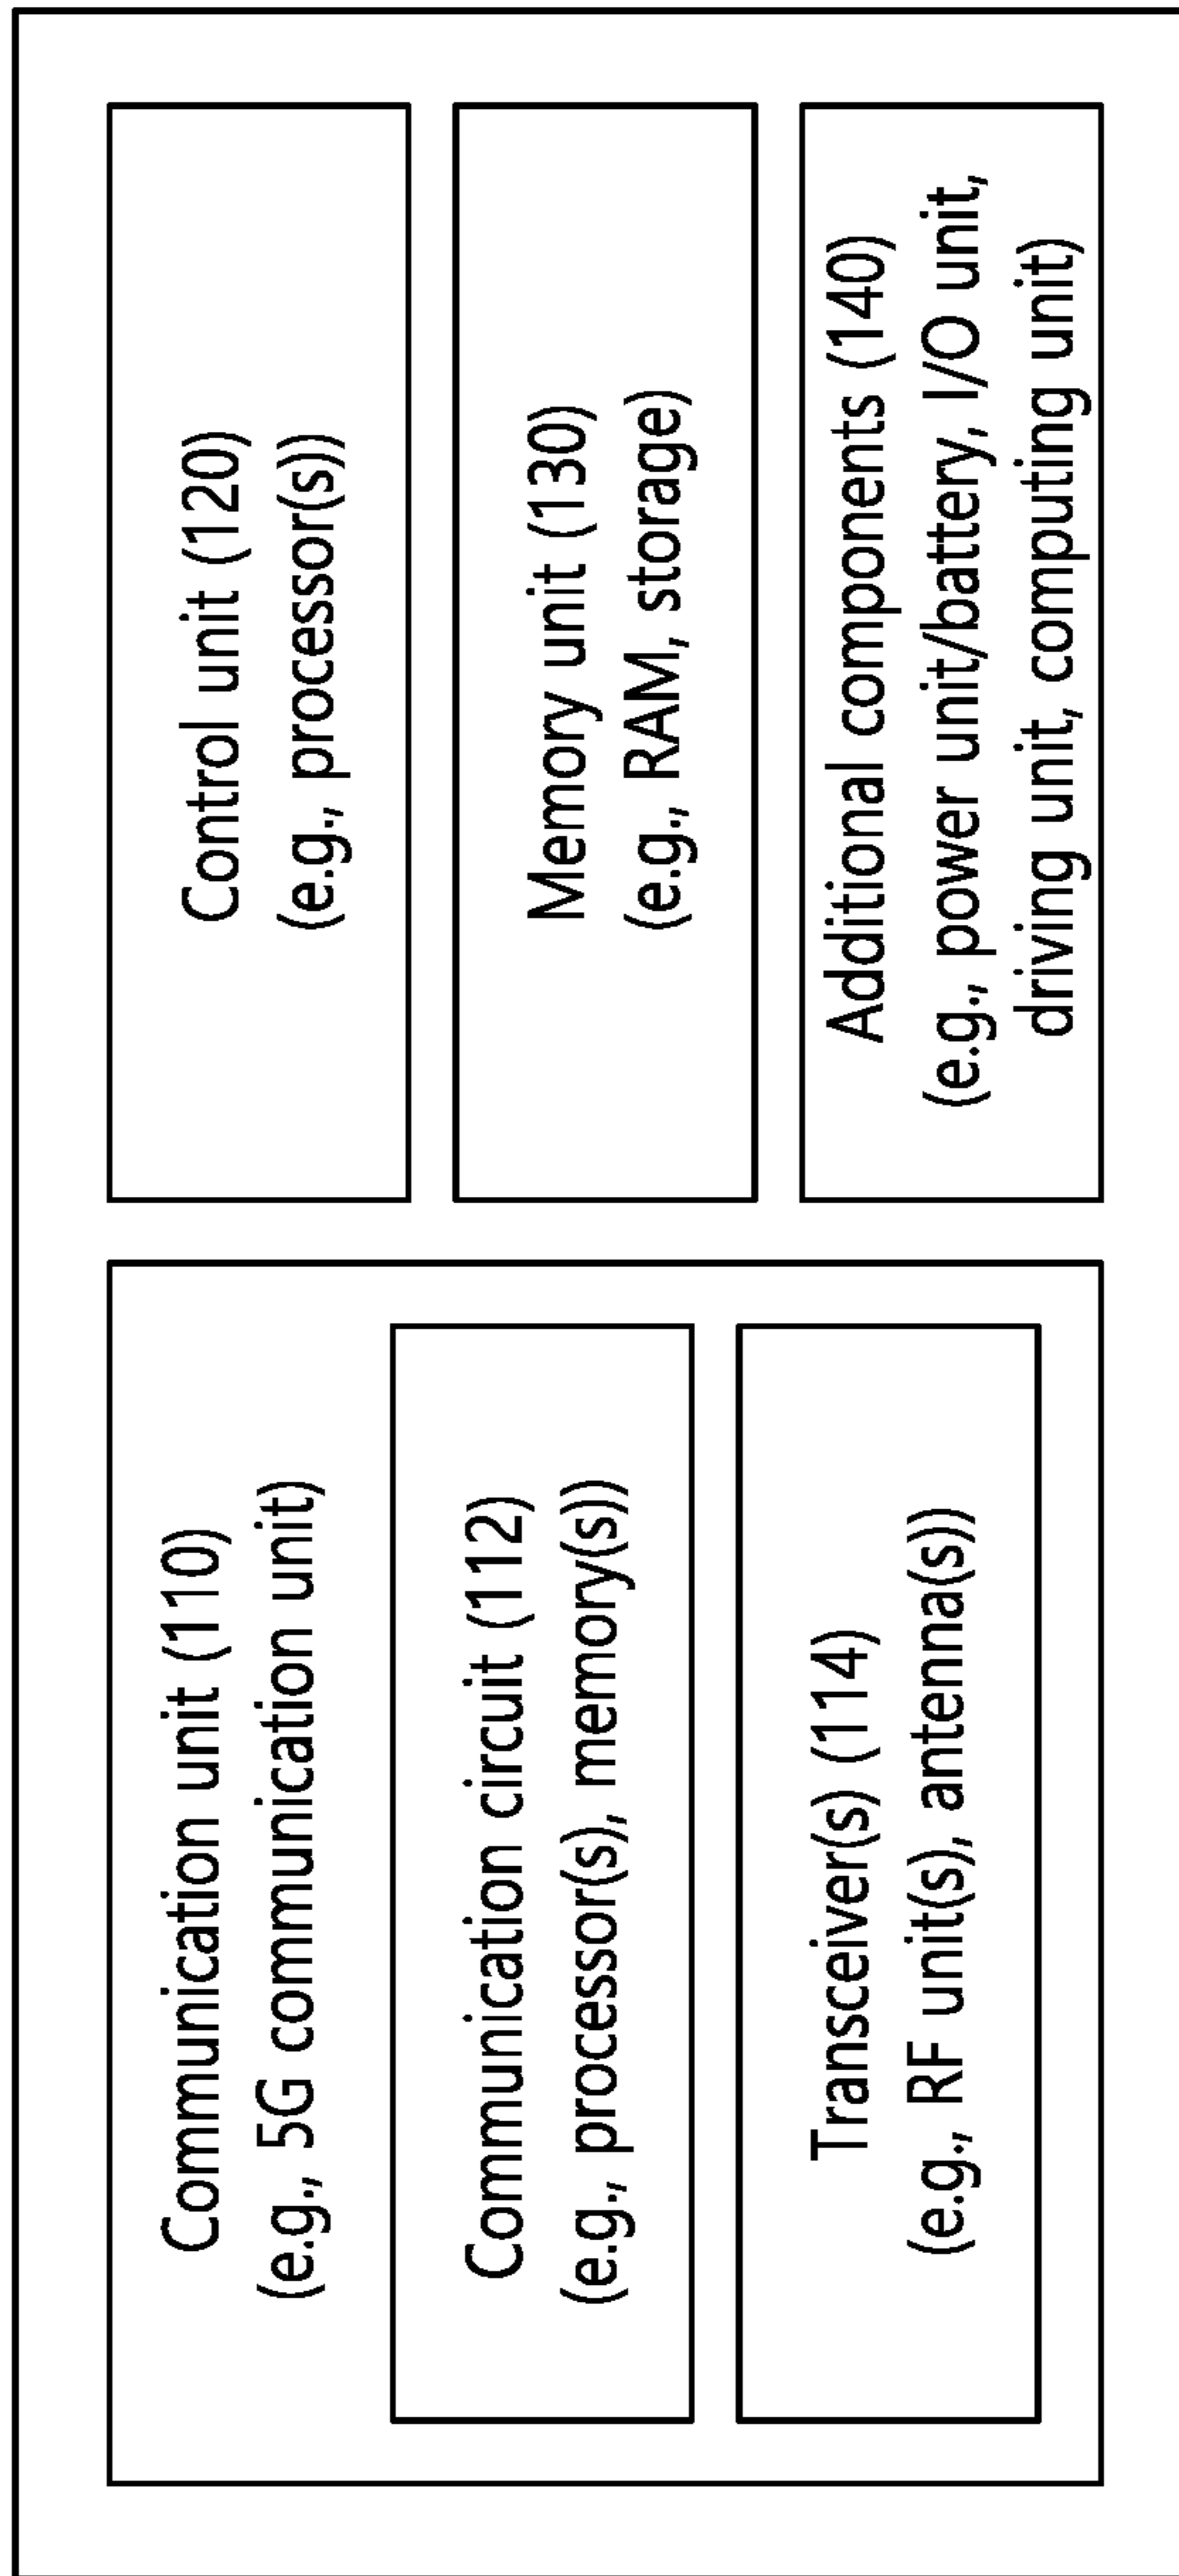 Communication unit (110)
(e.g., 5G communication unit)
Communication circuit (112)
(e.g., processor(s), memory(s))
Transceiver(s) (114)
(e.g., RF unit(s), antenna(s))
Control unit (120)
(e.g., processor(s))
Memory unit (130)
(e.g., RAM, storage)
Additional components (140)
(e.g., power unit/battery, I/O unit,
driving unit, computing unit)